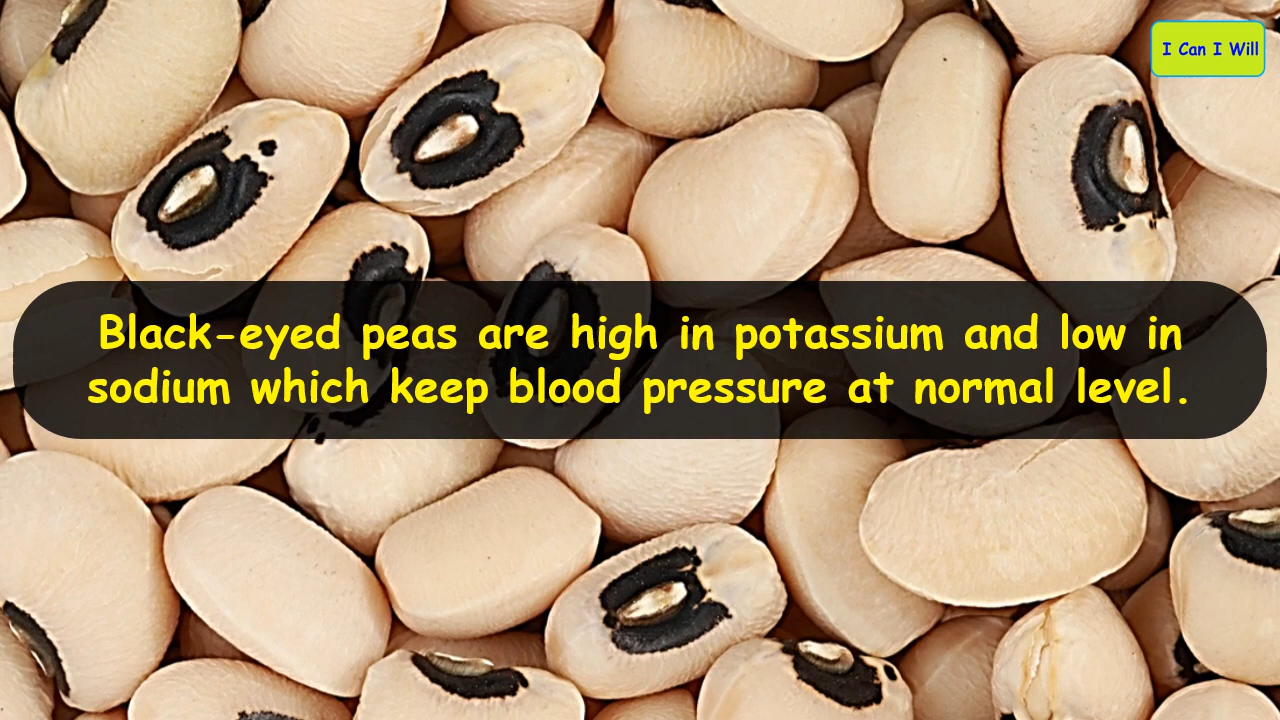 I Can I Will
Black-eyed peas are high in potassium and low in
sodium which keep blood pressure at normal level.